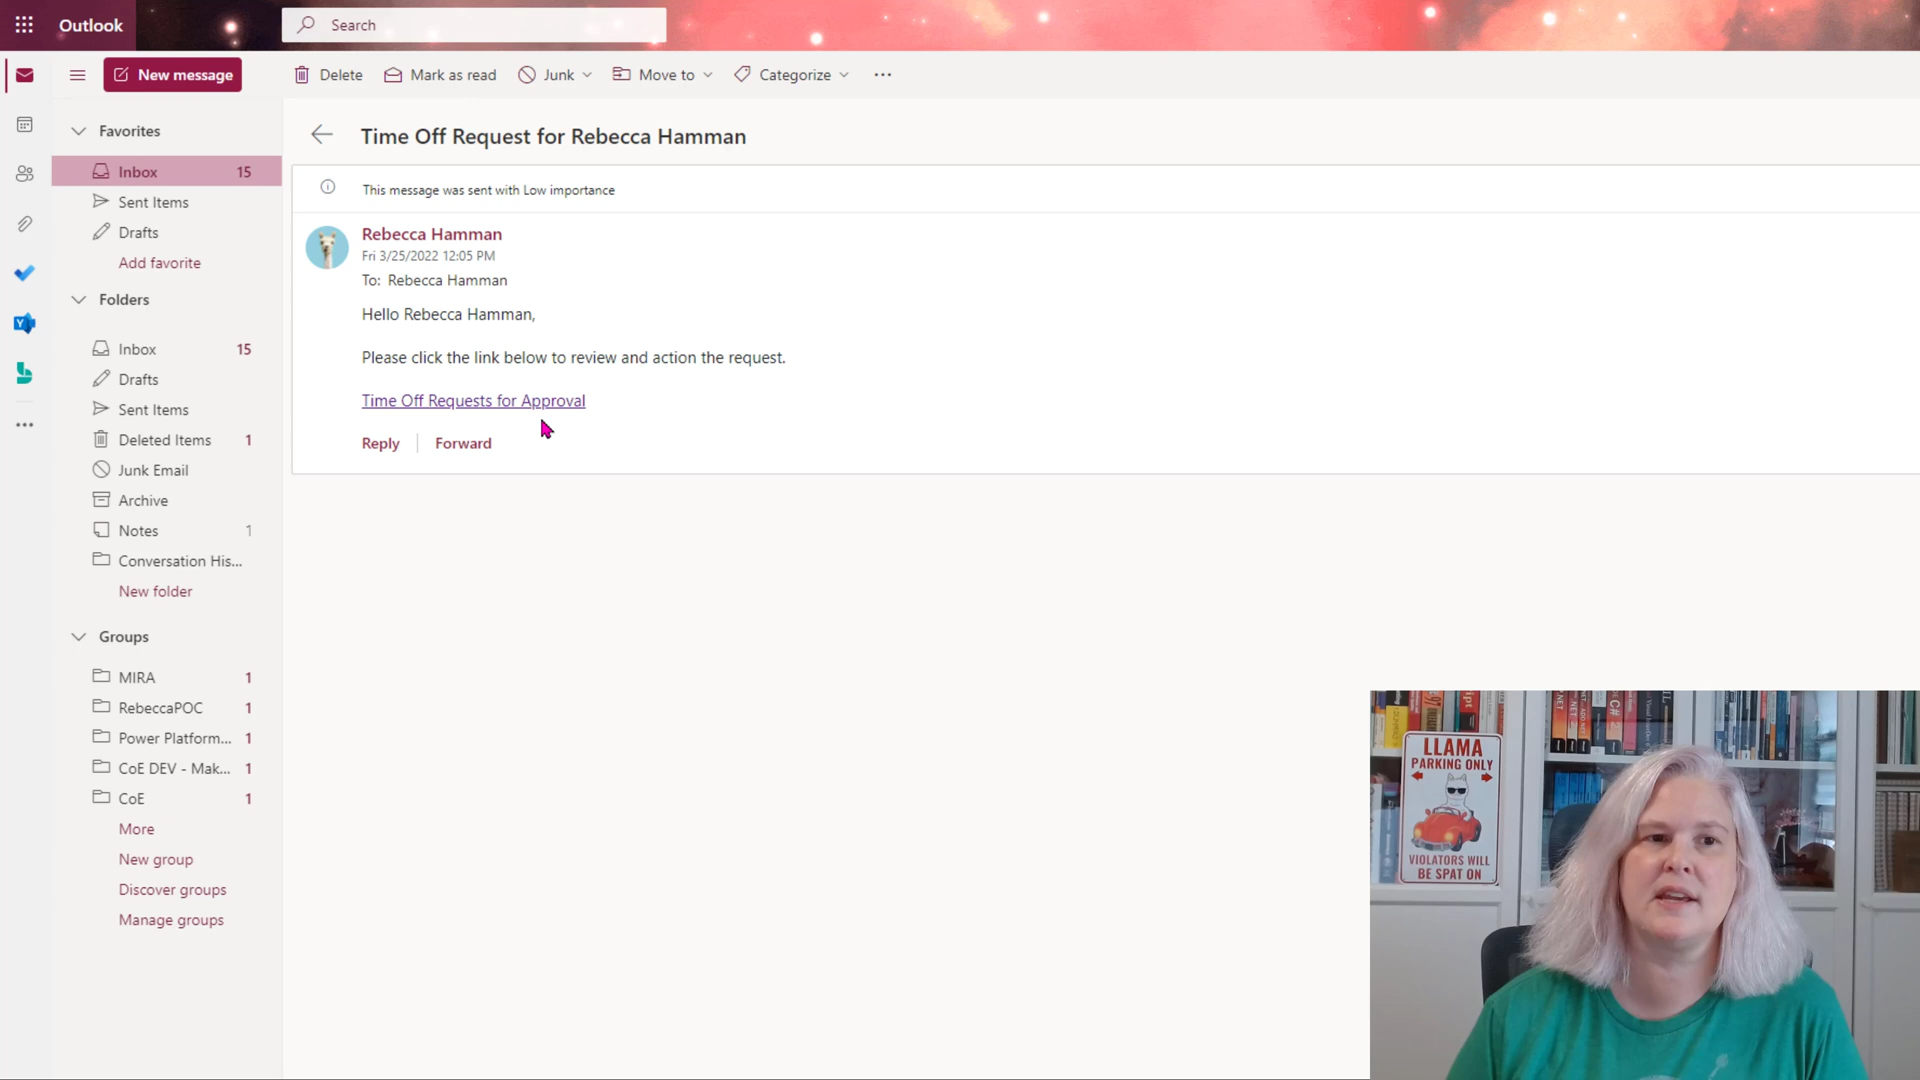 Outlook
Search
New message
Delete
Mark as read
Junk
Move to
Categorize
Favorites
Inbox 15
Sent Items
Drafts
Add favorite
Folders
Inbox 15
Drafts
Sent Items
Deleted Items 1
Junk Email
Archive
Notes 1
Conversation His...
New folder
Groups
MIRA 1
RebeccaPOC 1
Power Platform... 1
CoE DEV - Mak... 1
CoE 1
More
New group
Discover groups
Manage groups
Time Off Request for Rebecca Hamman
This message was sent with Low importance
Rebecca Hamman
Fri 3/25/2022 12:05 PM
To: Rebecca Hamman
Hello Rebecca Hamman,
Please click the link below to review and action the request.
Time Off Requests for Approval
Reply
Forward
LLAMA
PARKING ONLY
VIOLATORS WILL
BE SPAT ON
C#